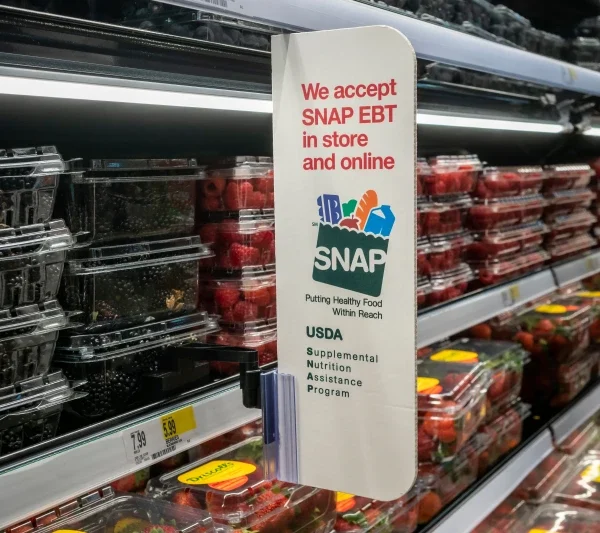 We accept
SNAP EBT
in store
and online
SNAP
Putting Healthy Food
Within Reach
USDA
Supplemental
Nutrition
Assistance
Program
7.99
5.99
Driscoll's